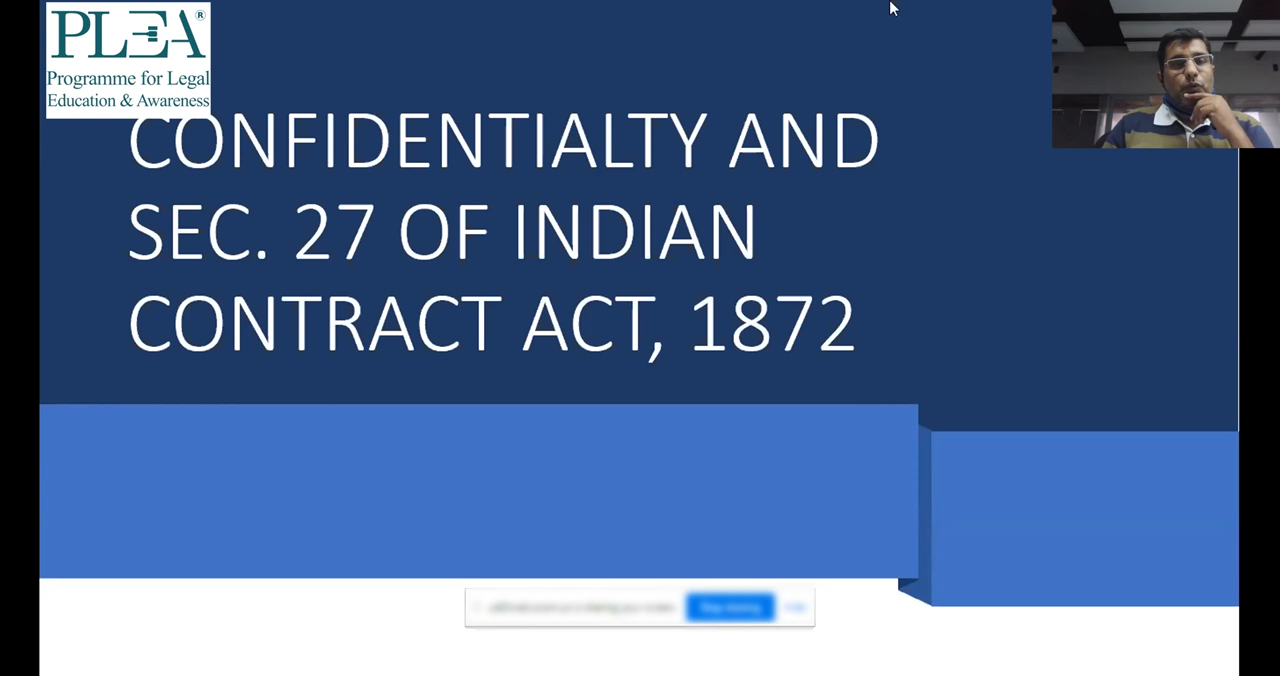 PLEA®
Programme for Legal
Education & Awareness
CONFIDENTIALTY AND
SEC. 27 OF INDIAN
CONTRACT ACT, 1872